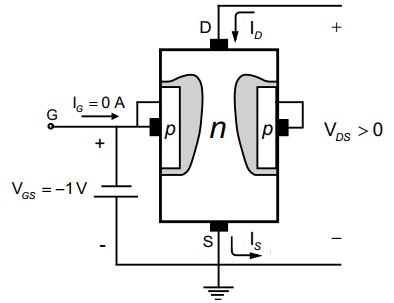 D
I_D
+
I_G = 0 A
G
p
n
p
V_DS > 0
+
V_GS = −1 V
-
S
I_S
−